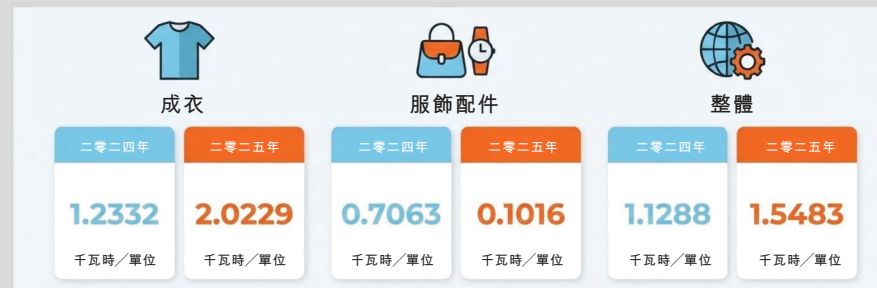 成衣 服飾配件 整體
二零二四年 二零二五年 二零二四年 二零二五年 二零二四年 二零二五年
1.2332 2.0229 0.7063 0.1016 1.1288 1.5483
千瓦時／單位 千瓦時／單位 千瓦時／單位 千瓦時／單位 千瓦時／單位 千瓦時／單位